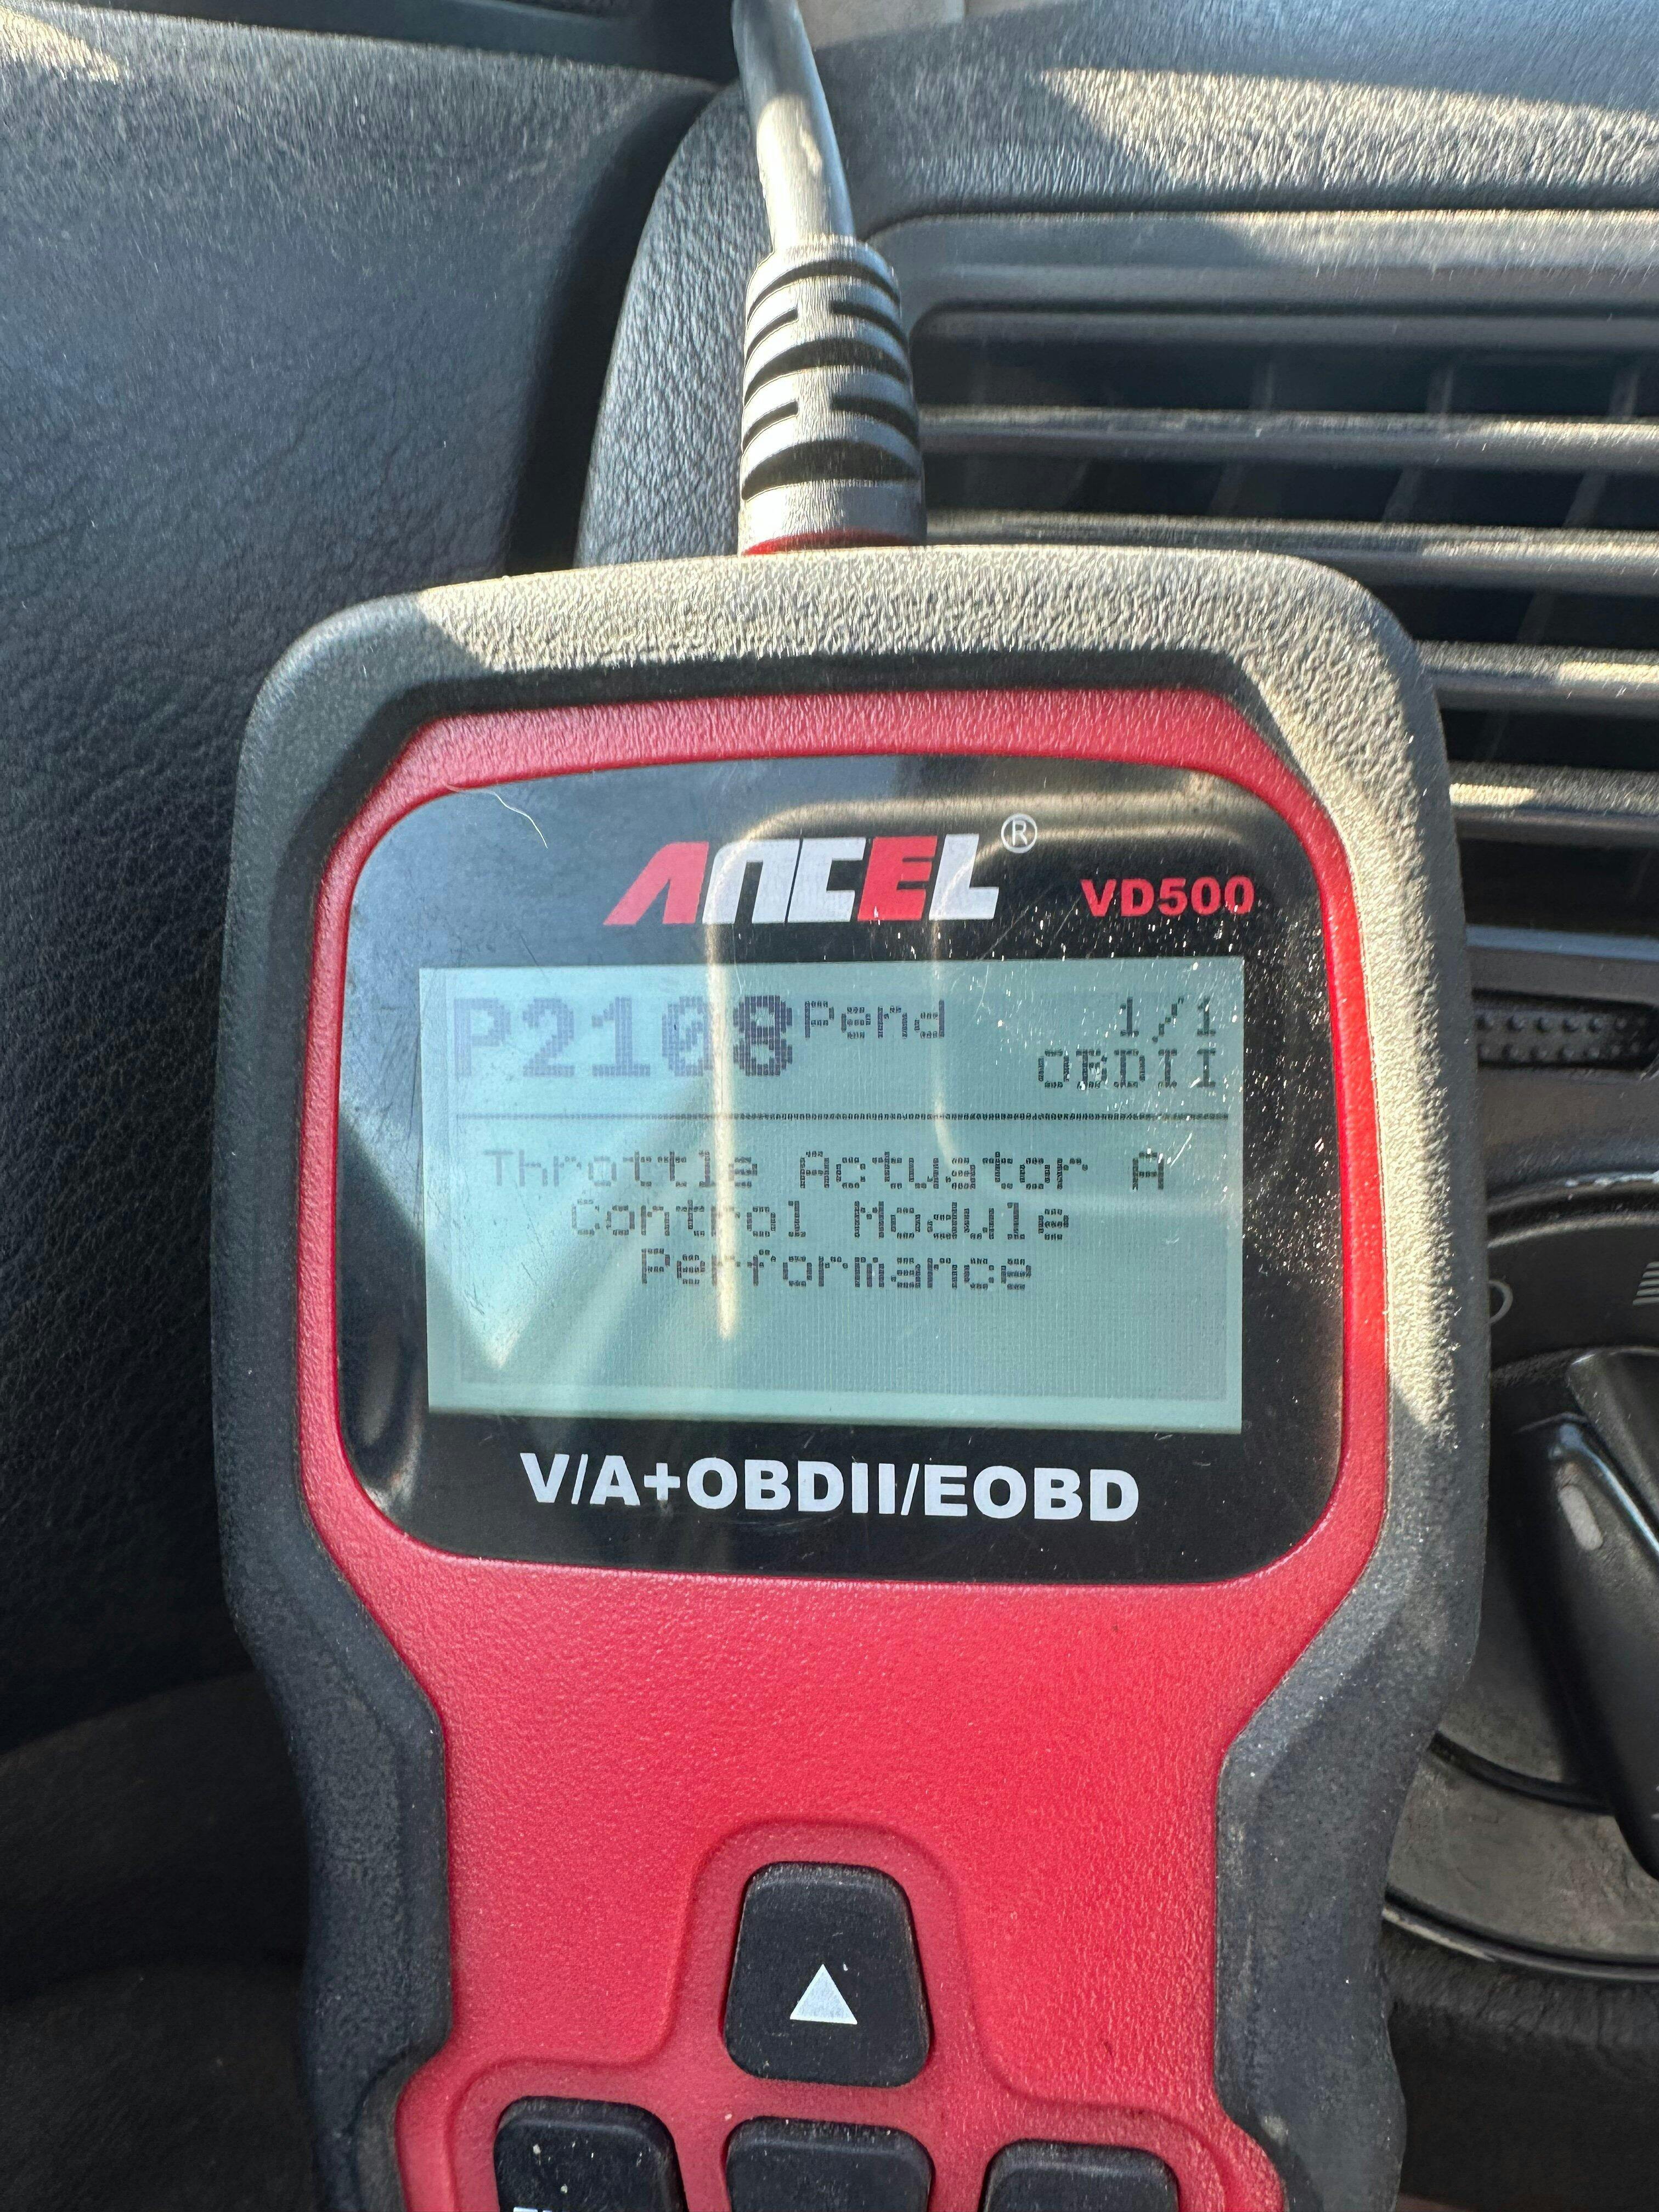 ANCEL®
VD500
P2108 Pend 1/1
OBDII
Throttle Actuator A
Control Module
Performance
V/A+OBDII/EOBD